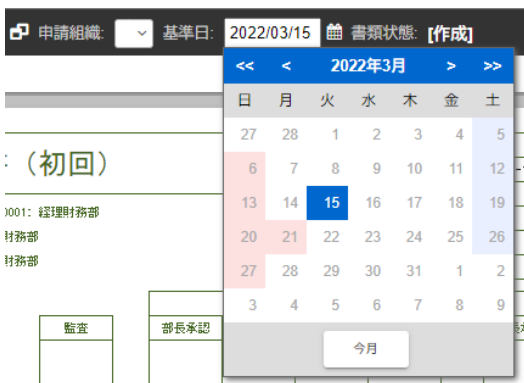 申請組織: 基準日: 2022/03/15 書類状態: [作成]
<< < 2022年3月 > >>
日 月 火 水 木 金 土
27 28 1 2 3 4 5
6 7 8 9 10 11 12
13 14 15 16 17 18 19
20 21 22 23 24 25 26
27 28 29 30 31 1 2
3 4 5 6 7 8 9
今月
(初回)
0001: 経理財務部
財務部
財務部
監査 部長承認